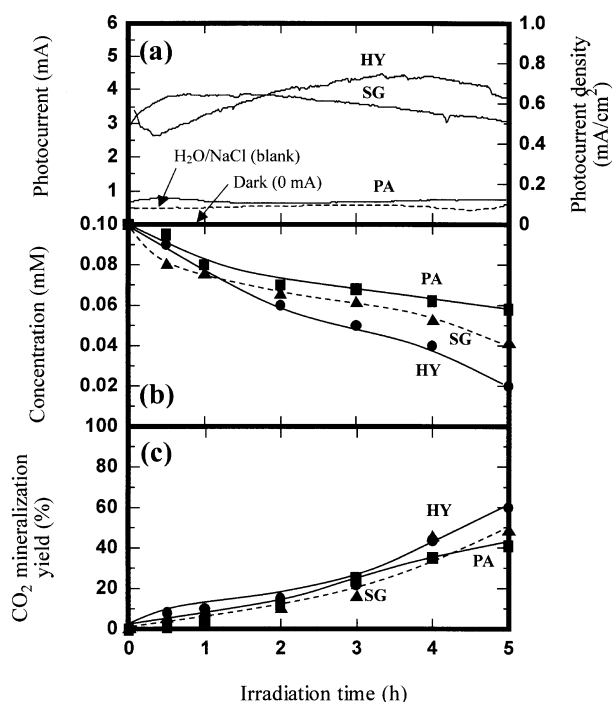 (a)
Photocurrent (mA)
6
5
4
3
2
1
HY
SG
H₂O/NaCl (blank)
Dark (0 mA)
PA
1.0
0.8
0.6
0.4
0.2
0
Photocurrent density
(mA/cm²)
Concentration (mM)
0.10
0.08
0.06
0.04
0.02
PA
SG
HY
(b)
CO₂ mineralization
yield (%)
100
80
60
40
20
0
(c)
HY
PA
SG
0 1 2 3 4 5
Irradiation time (h)